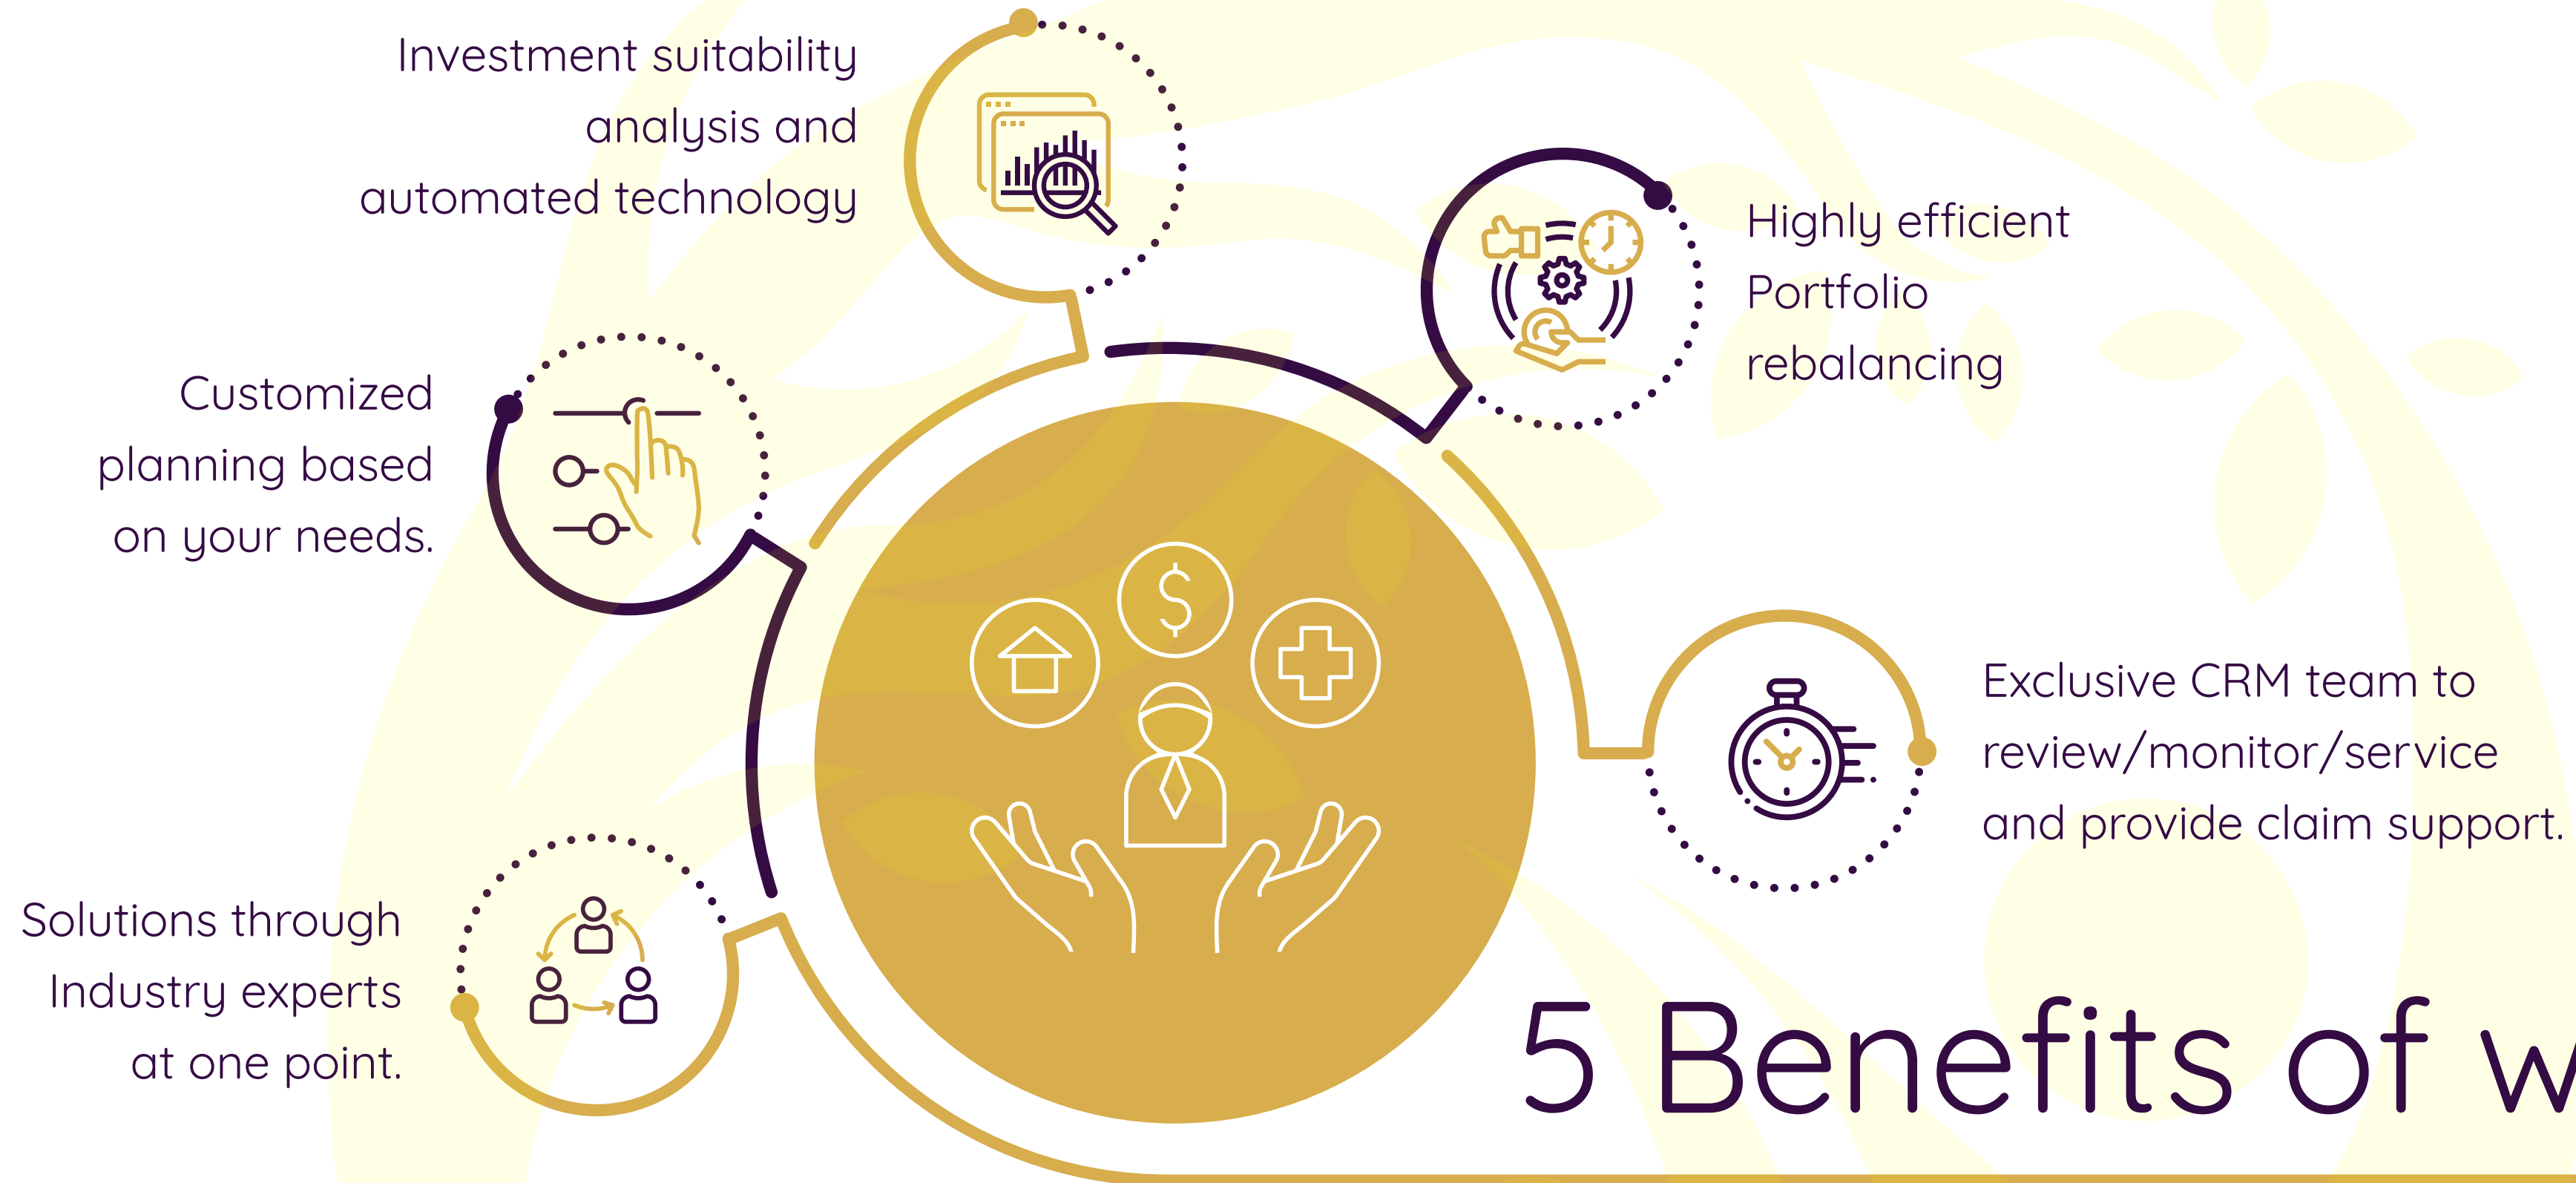 Investment suitability
analysis and
automated technology
Highly efficient
Portfolio
rebalancing
Customized
planning based
on your needs.
Exclusive CRM team to
review/monitor/service
and provide claim support.
Solutions through
Industry experts
at one point.
5 Benefits of